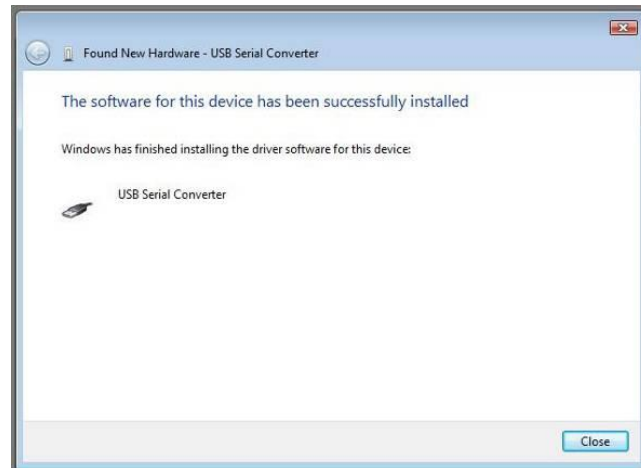 Found New Hardware - USB Serial Converter
The software for this device has been successfully installed
Windows has finished installing the driver software for this device:
USB Serial Converter
Close